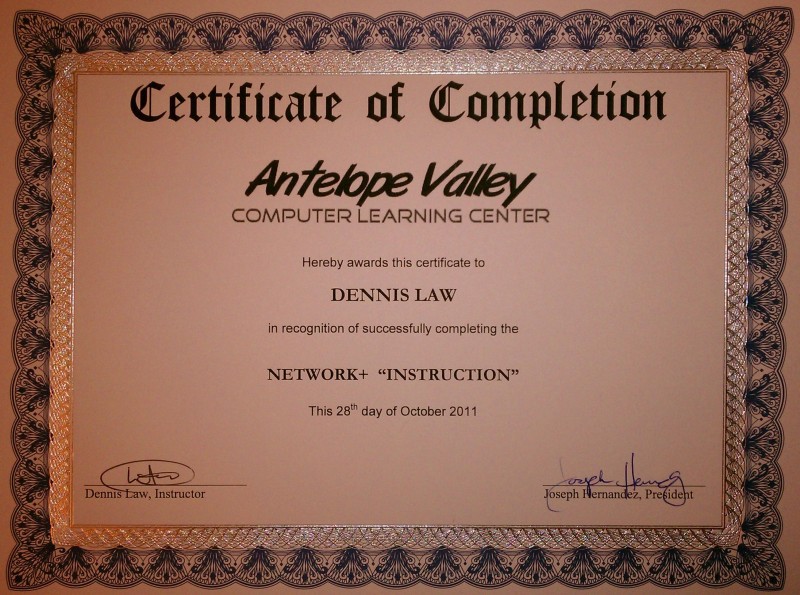 Certificate of Completion
Antelope Valley
COMPUTER LEARNING CENTER
Hereby awards this certificate to
DENNIS LAW
in recognition of successfully completing the
NETWORK+ “INSTRUCTION”
This 28th day of October 2011
Dennis Law, Instructor
Joseph Hernandez, President